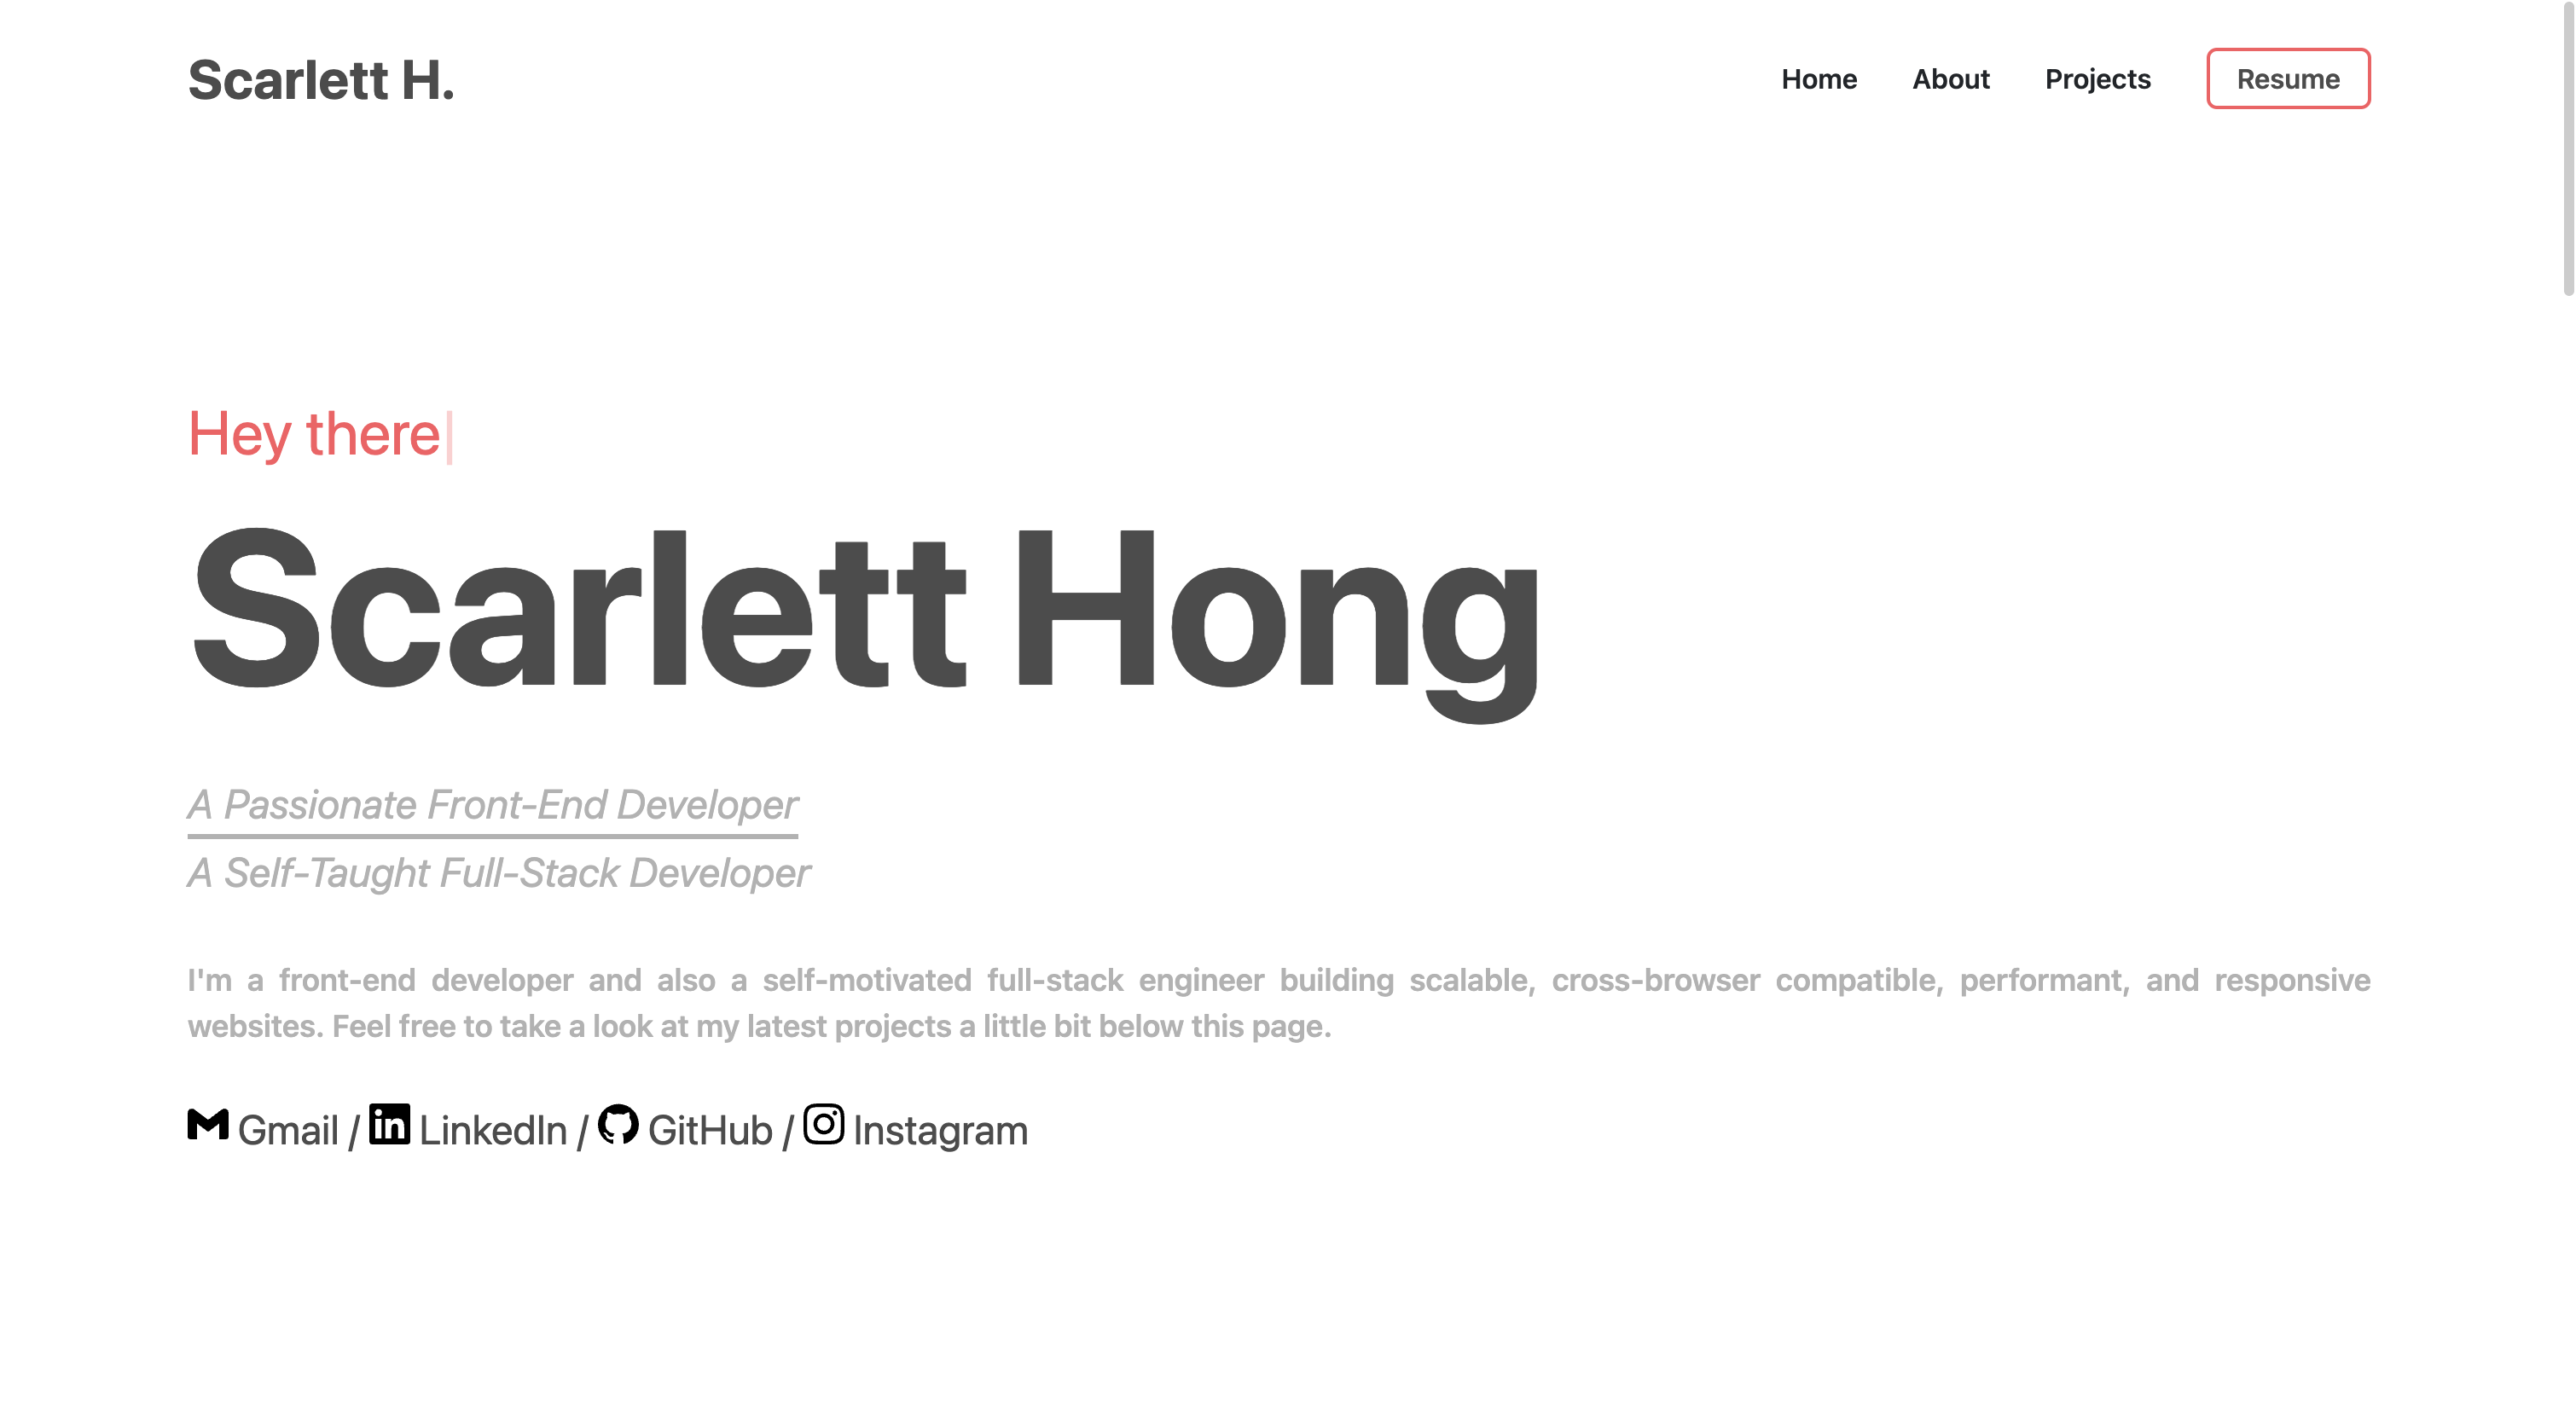 Scarlett H.
Home About Projects Resume
Hey there
Scarlett Hong
A Passionate Front-End Developer
A Self-Taught Full-Stack Developer
I'm a front-end developer and also a self-motivated full-stack engineer building scalable, cross-browser compatible, performant, and responsive
websites. Feel free to take a look at my latest projects a little bit below this page.
Gmail / LinkedIn / GitHub / Instagram